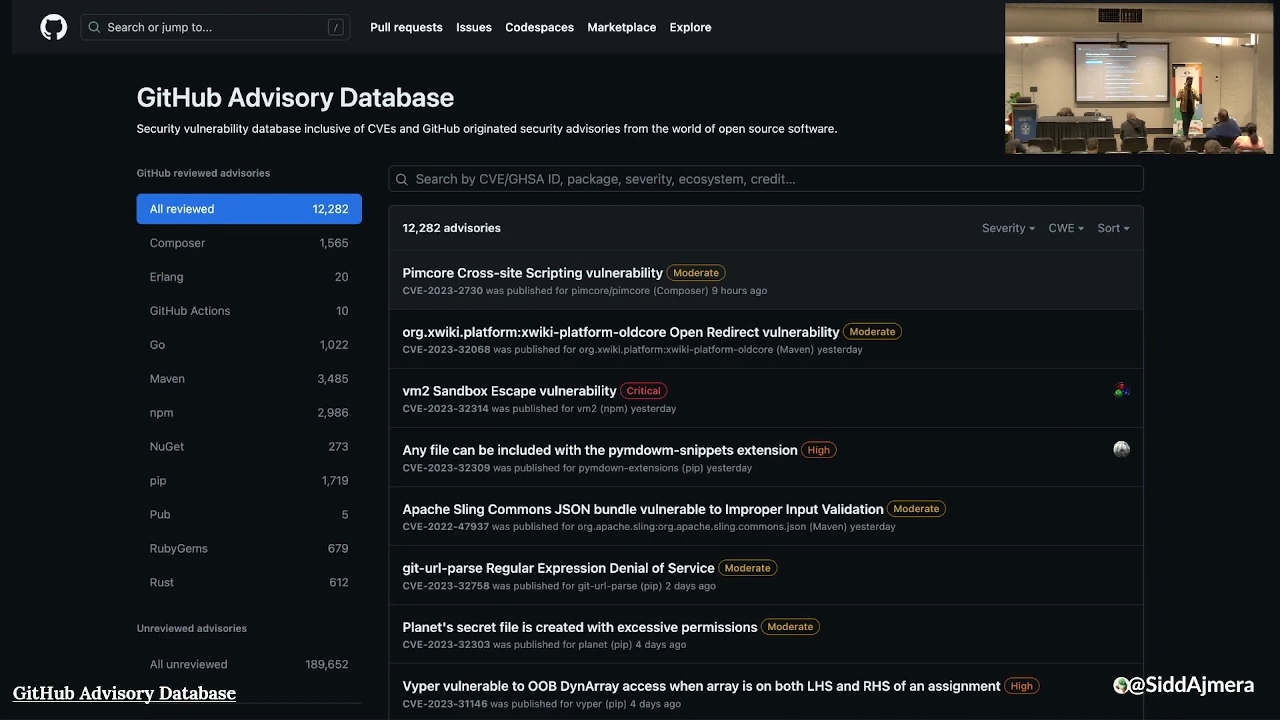 Search or jump to...
/
Pull requests
Issues
Codespaces
Marketplace
Explore
GitHub Advisory Database
Security vulnerability database inclusive of CVEs and GitHub originated security advisories from the world of open source software.
GitHub reviewed advisories
All reviewed 12,282
Composer 1,565
Erlang 20
GitHub Actions 10
Go 1,022
Maven 3,485
npm 2,986
NuGet 273
pip 1,719
Pub 5
RubyGems 679
Rust 612
Unreviewed advisories
All unreviewed 189,652
Search by CVE/GHSA ID, package, severity, ecosystem, credit...
12,282 advisories
Severity
CWE
Sort
Pimcore Cross-site Scripting vulnerability Moderate
CVE-2023-2730 was published for pimcore/pimcore (Composer) 9 hours ago
org.xwiki.platform:xwiki-platform-oldcore Open Redirect vulnerability Moderate
CVE-2023-32068 was published for org.xwiki.platform:xwiki-platform-oldcore (Maven) yesterday
vm2 Sandbox Escape vulnerability Critical
CVE-2023-32314 was published for vm2 (npm) yesterday
Any file can be included with the pymdowm-snippets extension High
CVE-2023-32309 was published for pymdown-extensions (pip) yesterday
Apache Sling Commons JSON bundle vulnerable to Improper Input Validation Moderate
CVE-2022-47937 was published for org.apache.sling:org.apache.sling.commons.json (Maven) yesterday
git-url-parse Regular Expression Denial of Service Moderate
CVE-2023-32758 was published for git-url-parse (pip) 2 days ago
Planet's secret file is created with excessive permissions Moderate
CVE-2023-32303 was published for planet (pip) 4 days ago
Vyper vulnerable to OOB DynArray access when array is on both LHS and RHS of an assignment High
CVE-2023-31146 was published for vyper (pip) 4 days ago
GitHub Advisory Database
@SiddAjmera